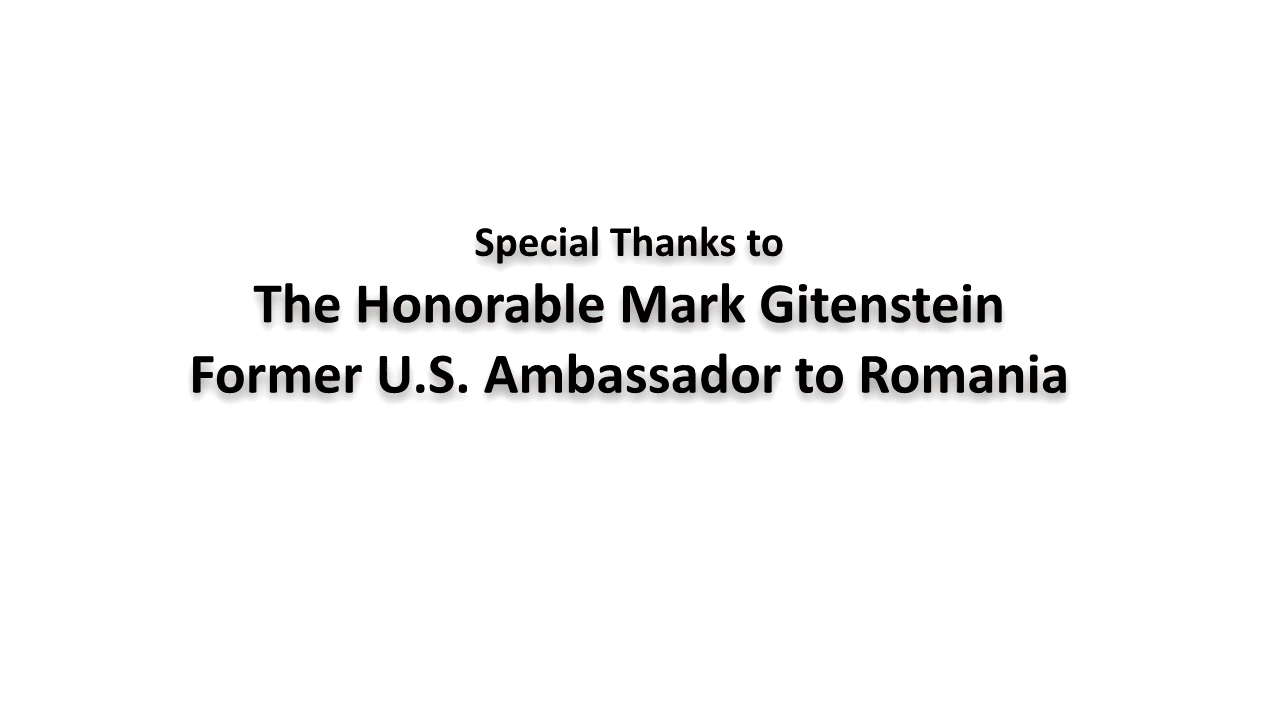 Special Thanks to
The Honorable Mark Gitenstein
Former U.S. Ambassador to Romania